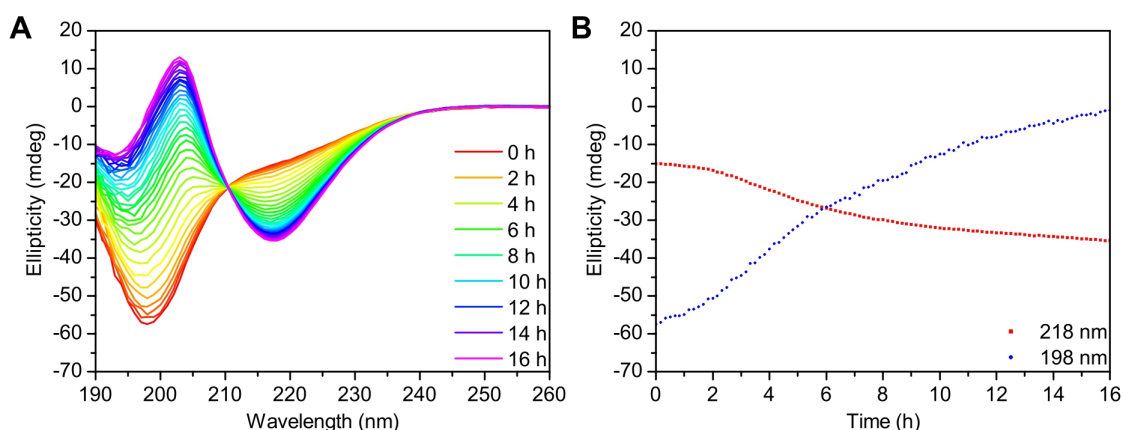 A
B
20
10
0
-10
-20
-30
-40
-50
-60
-70
Ellipticity (mdeg)
190 200 210 220 230 240 250 260
Wavelength (nm)
0 h
2 h
4 h
6 h
8 h
10 h
12 h
14 h
16 h
20
10
0
-10
-20
-30
-40
-50
-60
-70
Ellipticity (mdeg)
0 2 4 6 8 10 12 14 16
Time (h)
218 nm
198 nm